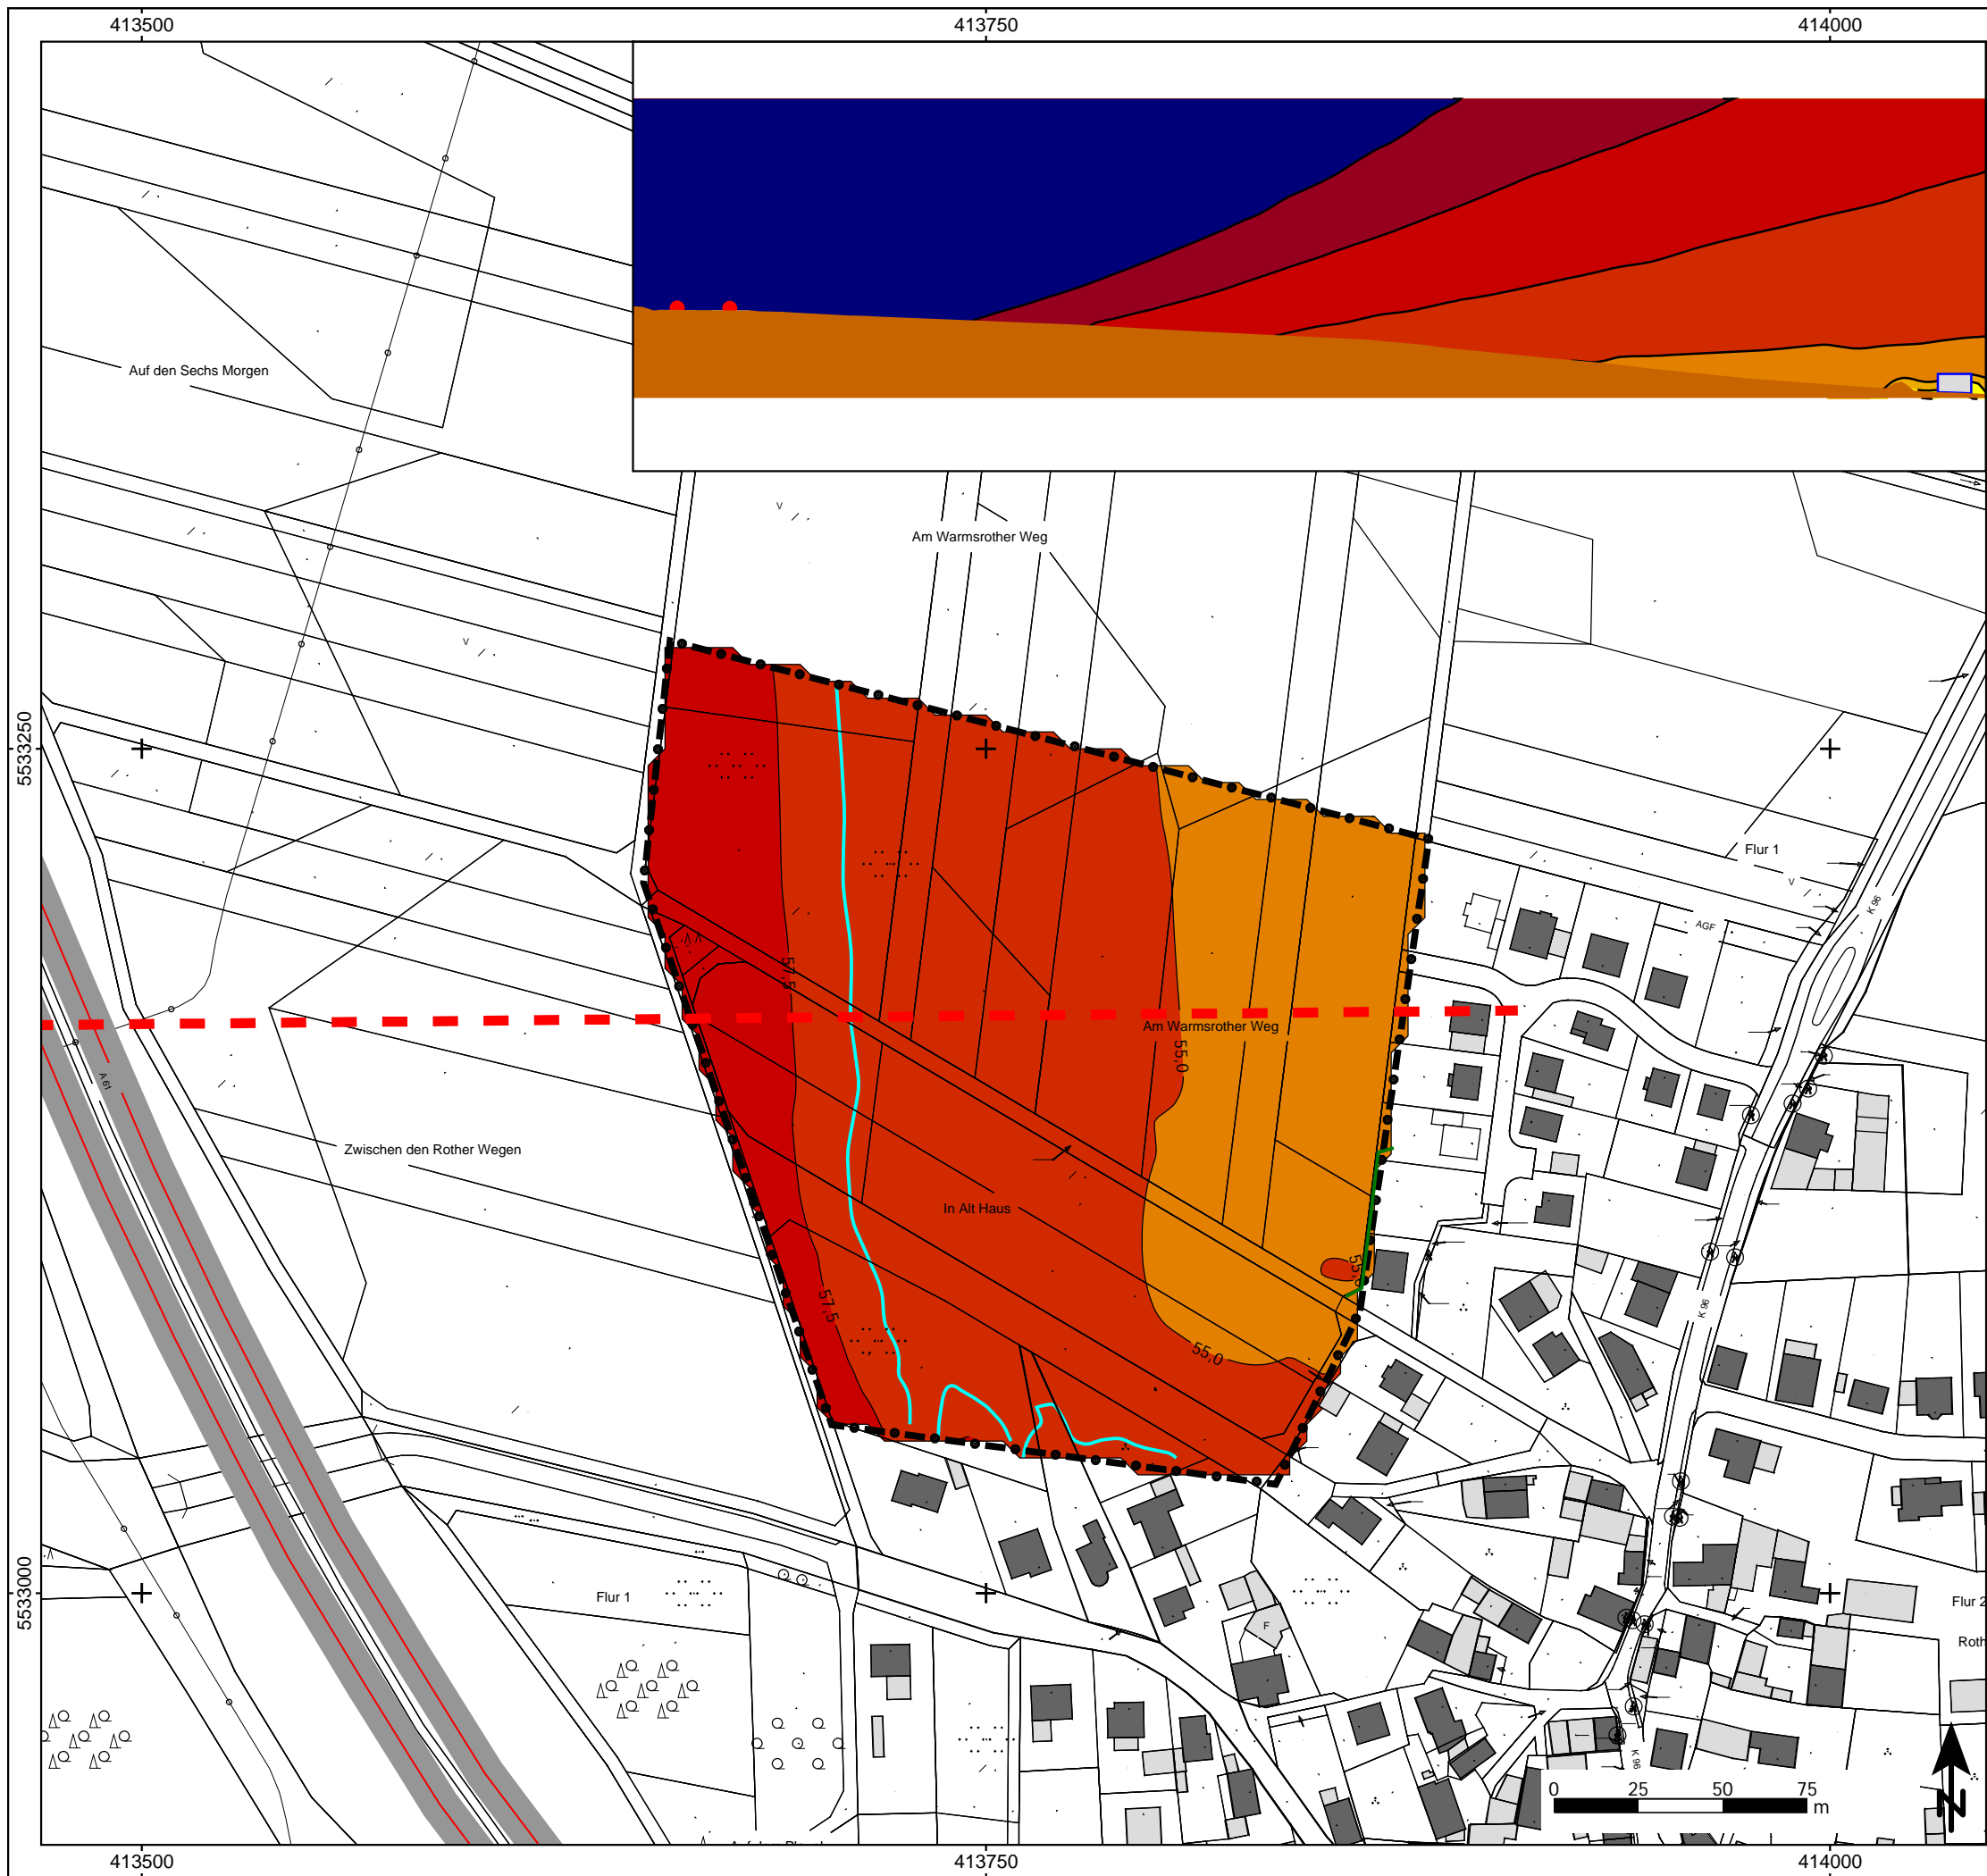 413500
413750
414000
Auf den Sechs Morgen
Am Warmsrother Weg
5533250
Flur 1
K 96
AGF
57,5
Am Warmsrother Weg
55,0
A 61
Zwischen den Rother Wegen
In Alt Haus
57,5
K 96
55,0
5533000
Flur 1
F
Flur 2
Roth
K 96
0 25 50 75
m
N
413500
413750
414000